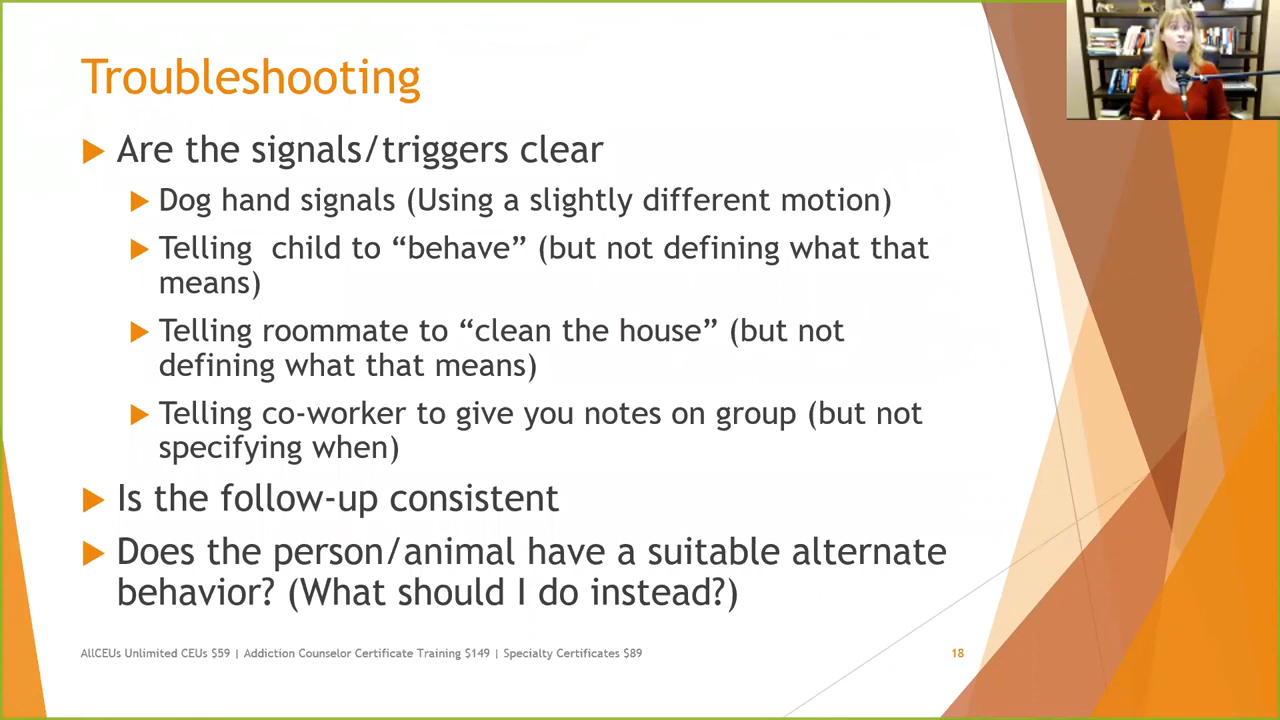 Troubleshooting
Are the signals/triggers clear
Dog hand signals (Using a slightly different motion)
Telling  child to “behave” (but not defining what that
means)
Telling roommate to “clean the house” (but not
defining what that means)
Telling co-worker to give you notes on group (but not
specifying when)
Is the follow-up consistent
Does the person/animal have a suitable alternate
behavior? (What should I do instead?)
AllCEUs Unlimited CEUs $59 | Addiction Counselor Certificate Training $149 | Specialty Certificates $89
18